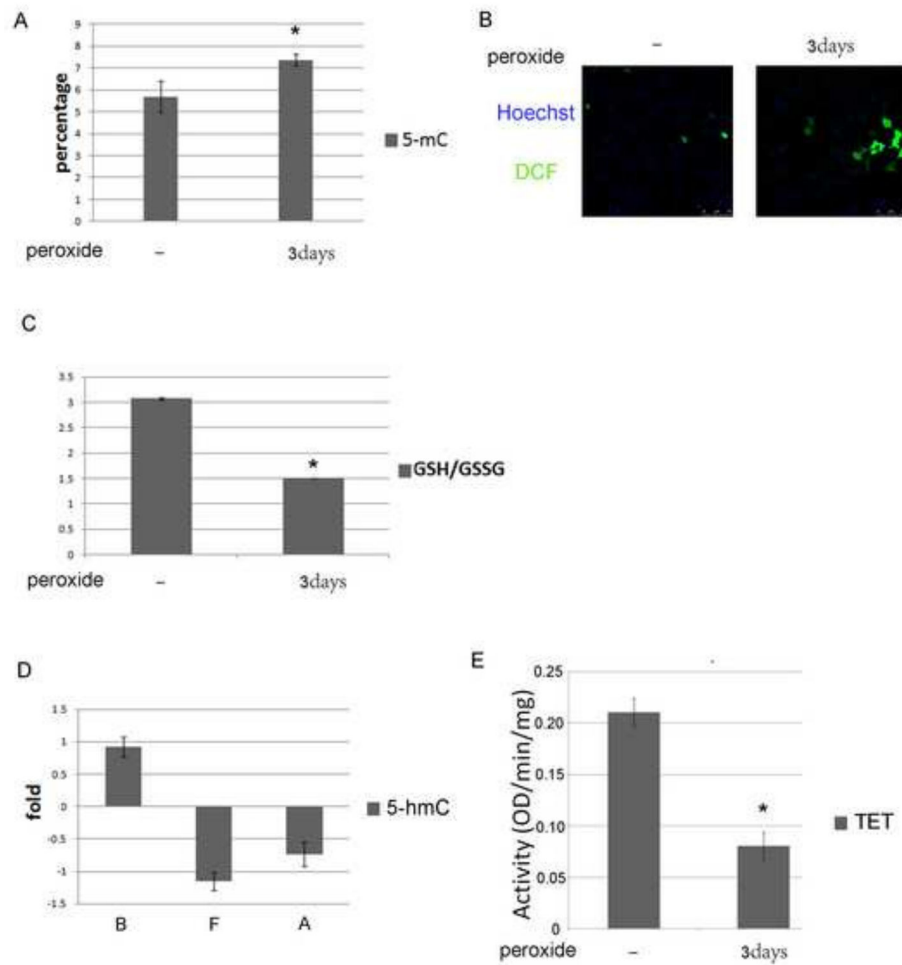 A
9
8
7
6
5
4
3
2
1
0
percentage
*
5-mC
peroxide – 3days
B
peroxide – 3days
Hoechst
DCF
C
3.5
3
2.5
2
1.5
1
0.5
0
*
GSH/GSSG
peroxide – 3days
D
1.5
1
0.5
0
-0.5
-1
-1.5
fold
5-hmC
B F A
E
0.25
0.20
0.15
0.10
0.05
0
Activity (OD/min/mg)
*
TET
peroxide – 3days